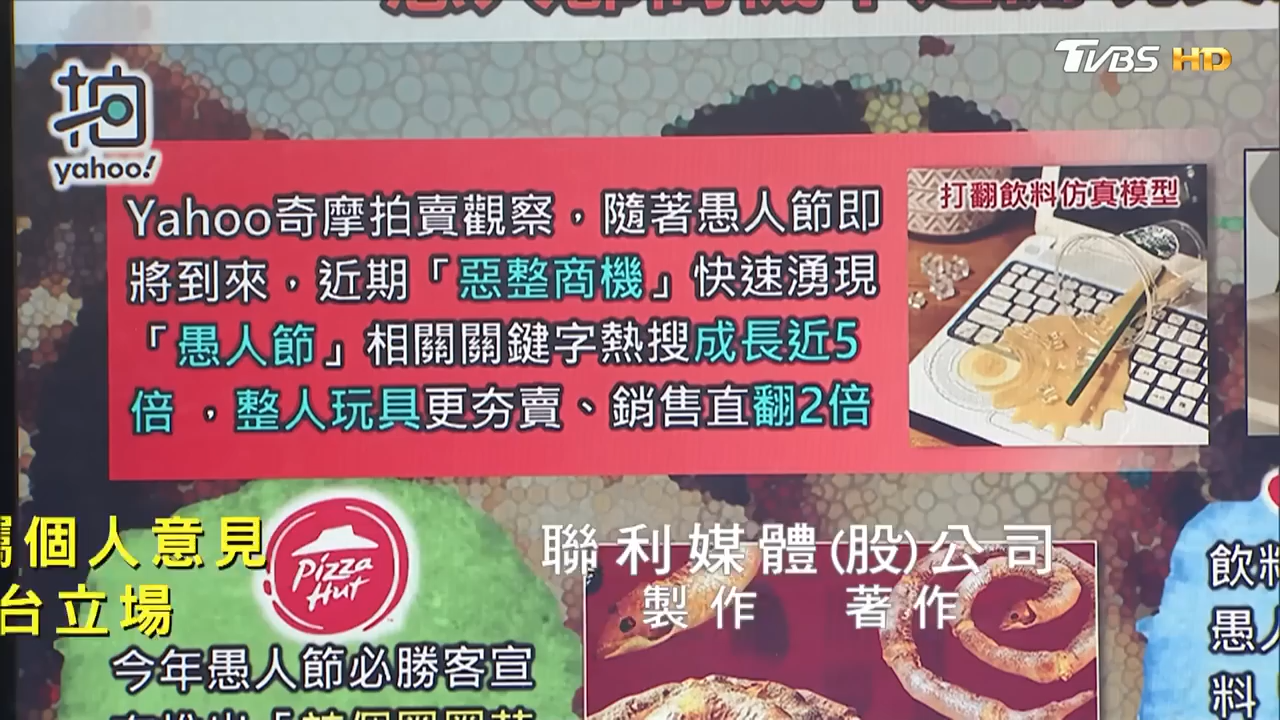 TVBS HD
拍
yahoo!
Yahoo奇摩拍賣觀察，隨著愚人節即
將到來，近期「惡整商機」快速湧現
「愚人節」相關關鍵字熱搜成長近5
倍，整人玩具更夯賣、銷售直翻2倍
打翻飲料仿真模型
個人意見
台立場
Pizza
Hut
聯利媒體(股)公司
製作 著作
今年愚人節必勝客宣
飲料
愚人
料